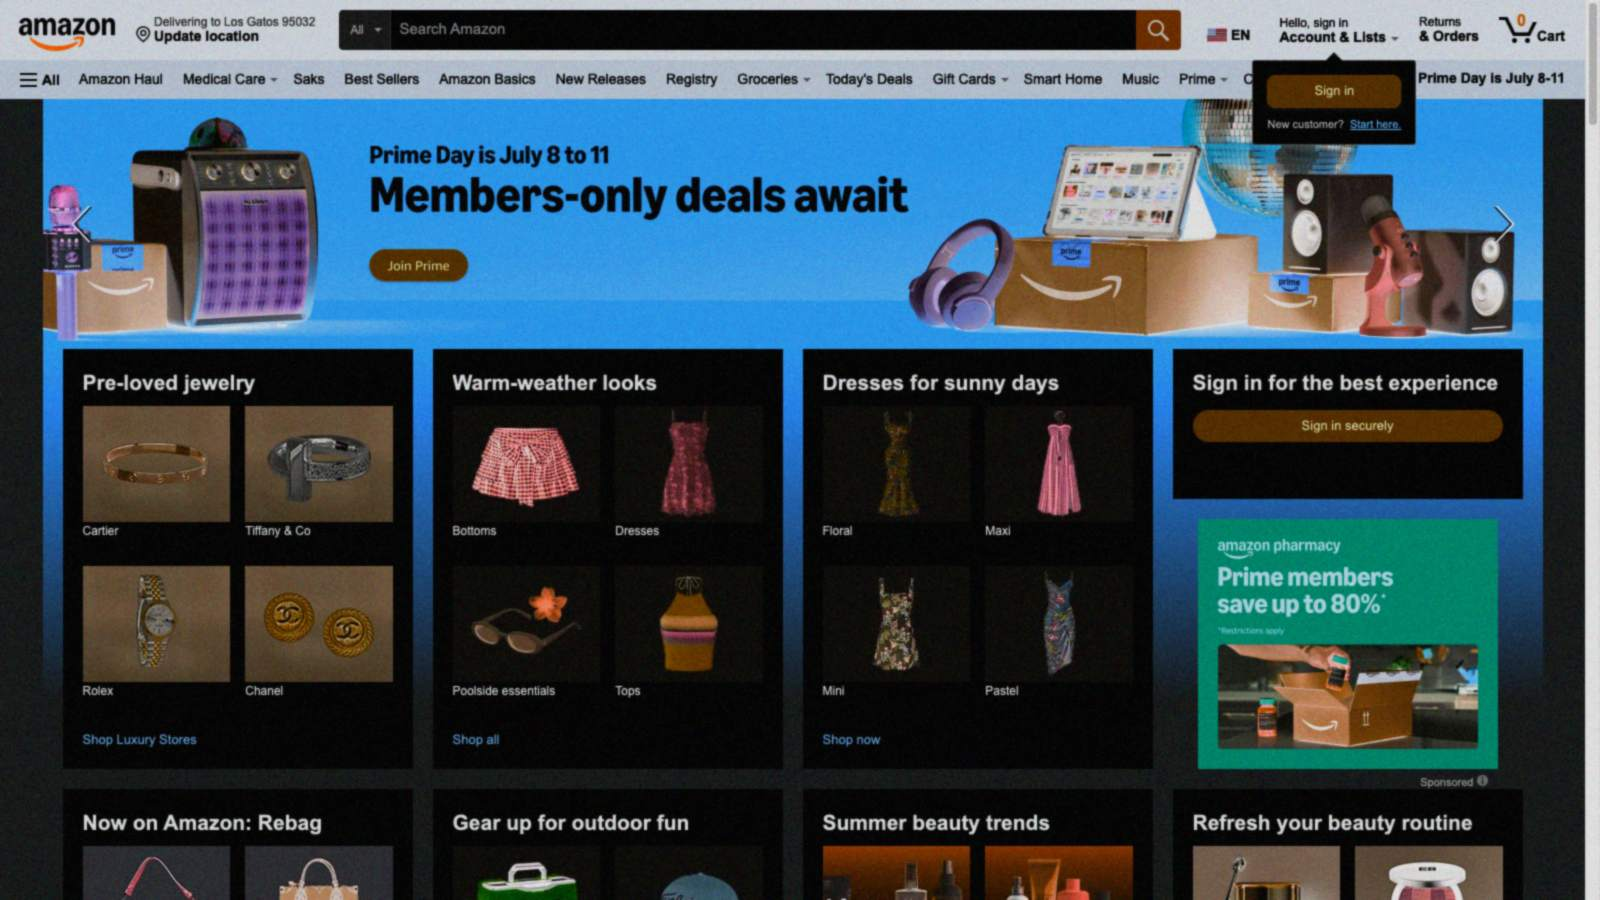 amazon
Delivering to Los Gatos 95032
Update location
All
Search Amazon
EN
Hello, sign in
Account & Lists
Returns
& Orders
0
Cart
All
Amazon Haul
Medical Care
Saks
Best Sellers
Amazon Basics
New Releases
Registry
Groceries
Today's Deals
Gift Cards
Smart Home
Music
Prime
Prime Day is July 8-11
Sign in
New customer? Start here.
Prime Day is July 8 to 11
Members-only deals await
Join Prime
prime
prime
prime
Pre-loved jewelry
Cartier
Tiffany & Co
Rolex
Chanel
Shop Luxury Stores
Warm-weather looks
Bottoms
Dresses
Poolside essentials
Tops
Shop all
Dresses for sunny days
Floral
Maxi
Mini
Pastel
Shop now
Sign in for the best experience
Sign in securely
amazon pharmacy
Prime members
save up to 80%*
*Restrictions apply
Sponsored
Now on Amazon: Rebag
Gear up for outdoor fun
Summer beauty trends
Refresh your beauty routine